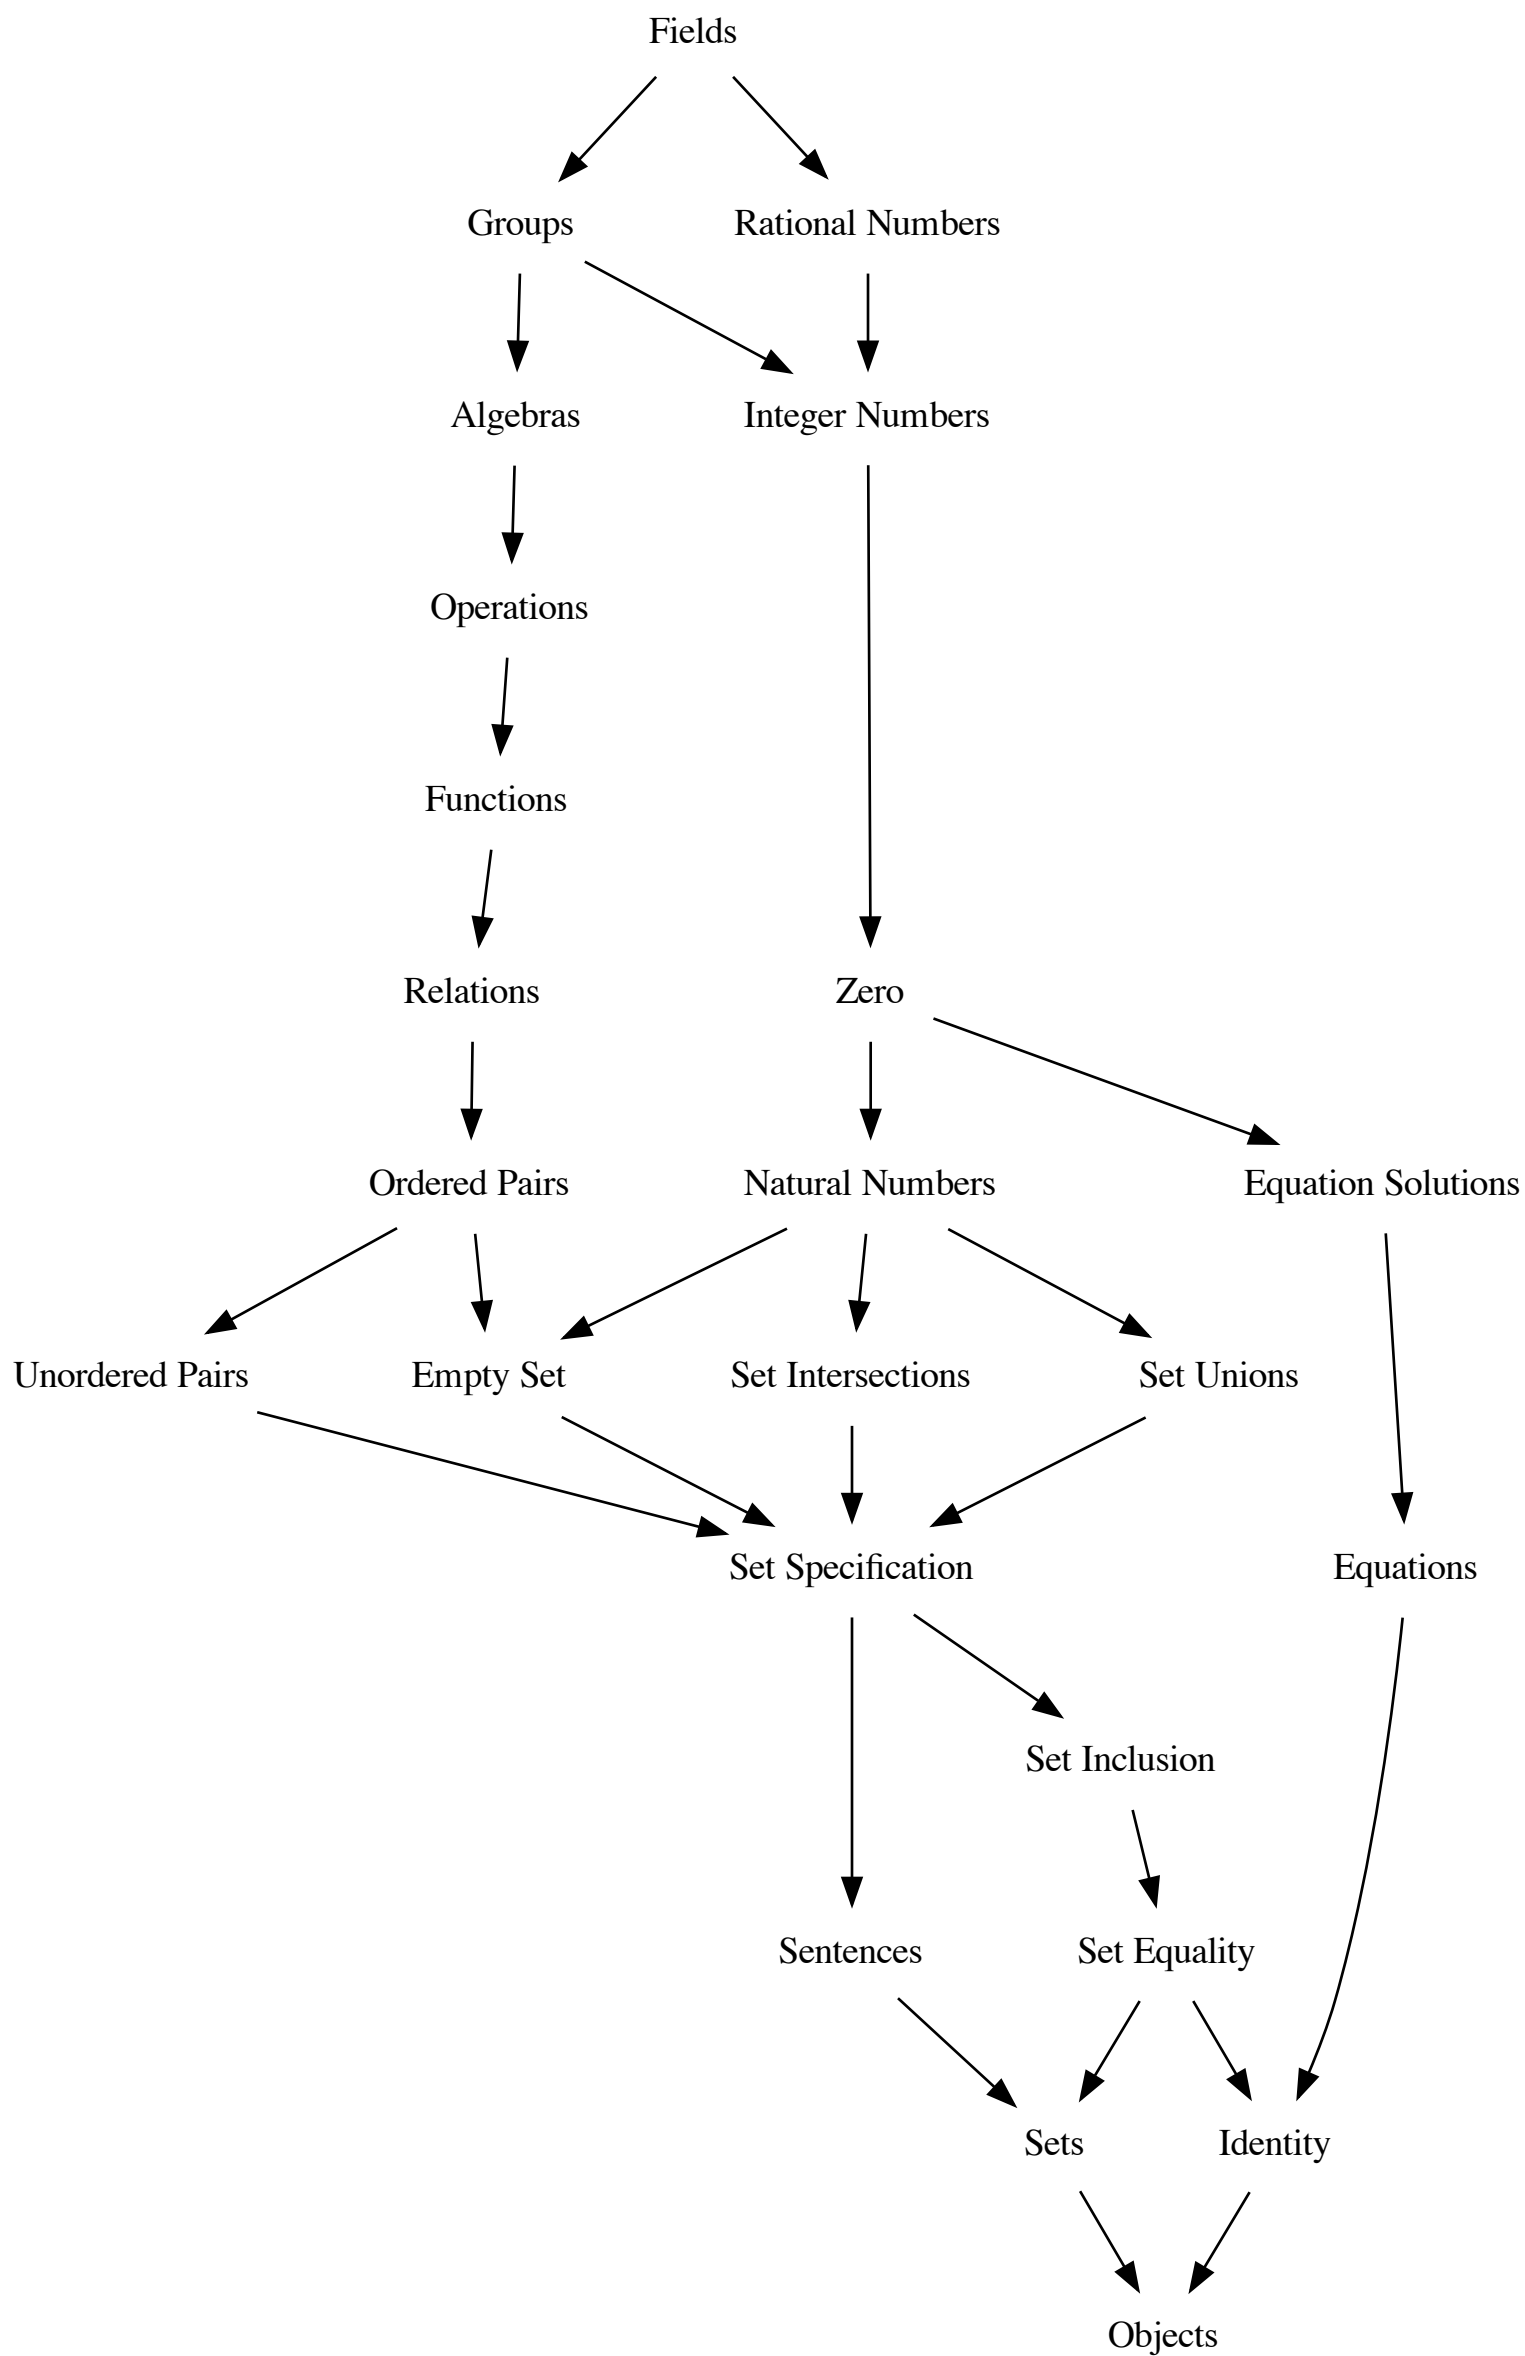 Fields
Groups
Rational Numbers
Algebras
Integer Numbers
Operations
Functions
Relations
Zero
Ordered Pairs
Natural Numbers
Equation Solutions
Unordered Pairs
Empty Set
Set Intersections
Set Unions
Set Specification
Equations
Set Inclusion
Sentences
Set Equality
Sets
Identity
Objects